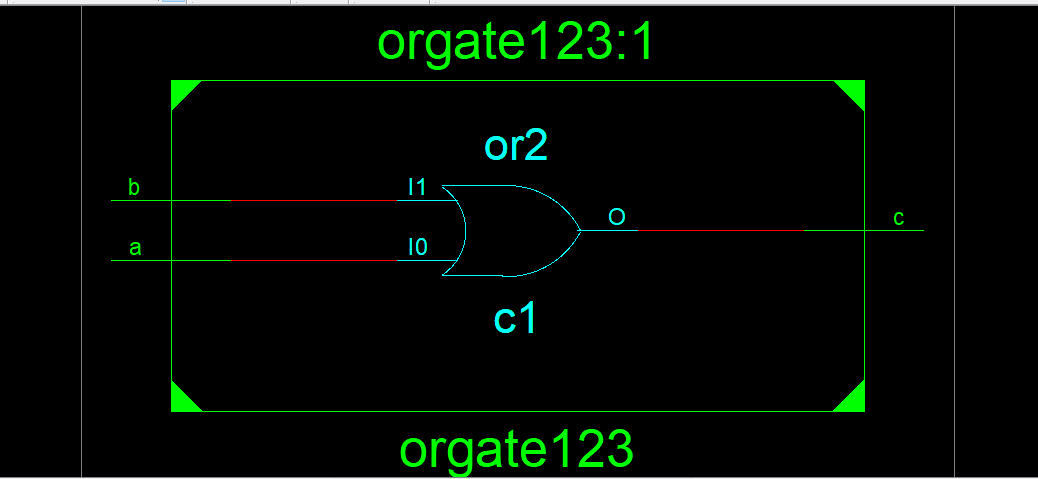 orgate123:1
or2
b
I1
O
c
a
I0
c1
orgate123